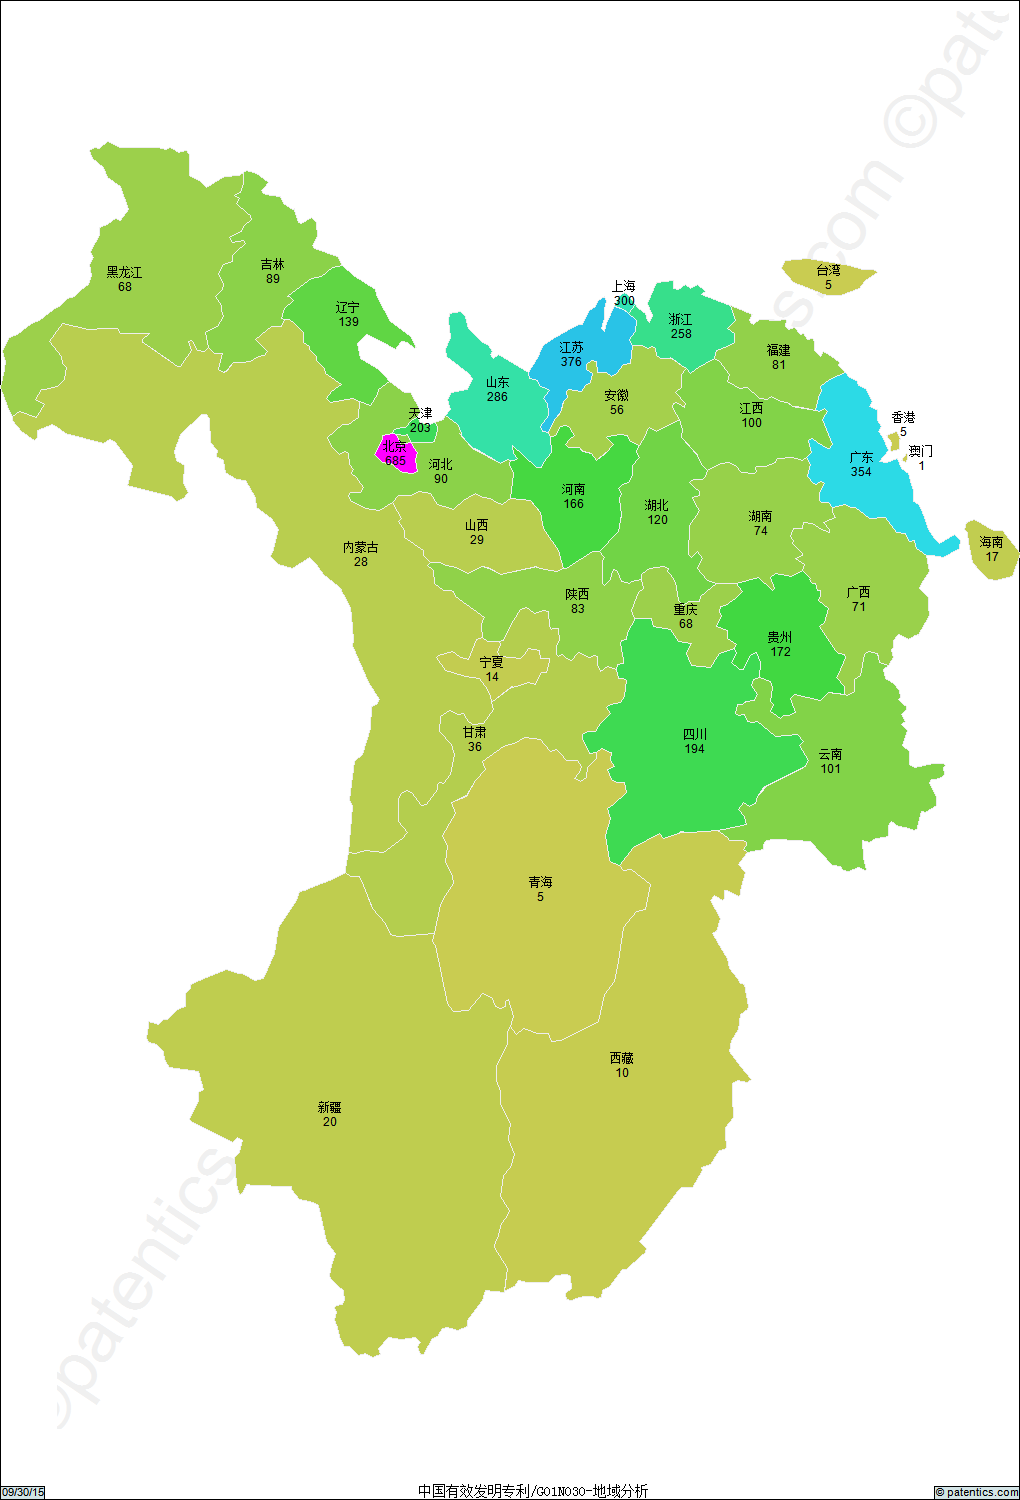 ©patentics.com ©patentics.com
黑龙江
68
吉林
89
辽宁
139
台湾
5
上海
300
浙江
258
江苏
376
福建
81
山东
286
安徽
56
江西
100
天津
203
香港
5
北京
685
河北
90
广东
354
澳门
1
河南
166
湖北
120
湖南
74
山西
29
内蒙古
28
海南
17
陕西
83
重庆
68
广西
71
贵州
172
宁夏
14
甘肃
36
四川
194
云南
101
青海
5
西藏
10
新疆
20
09/30/15
中国有效发明专利/G01N030-地域分析
© patentics.com